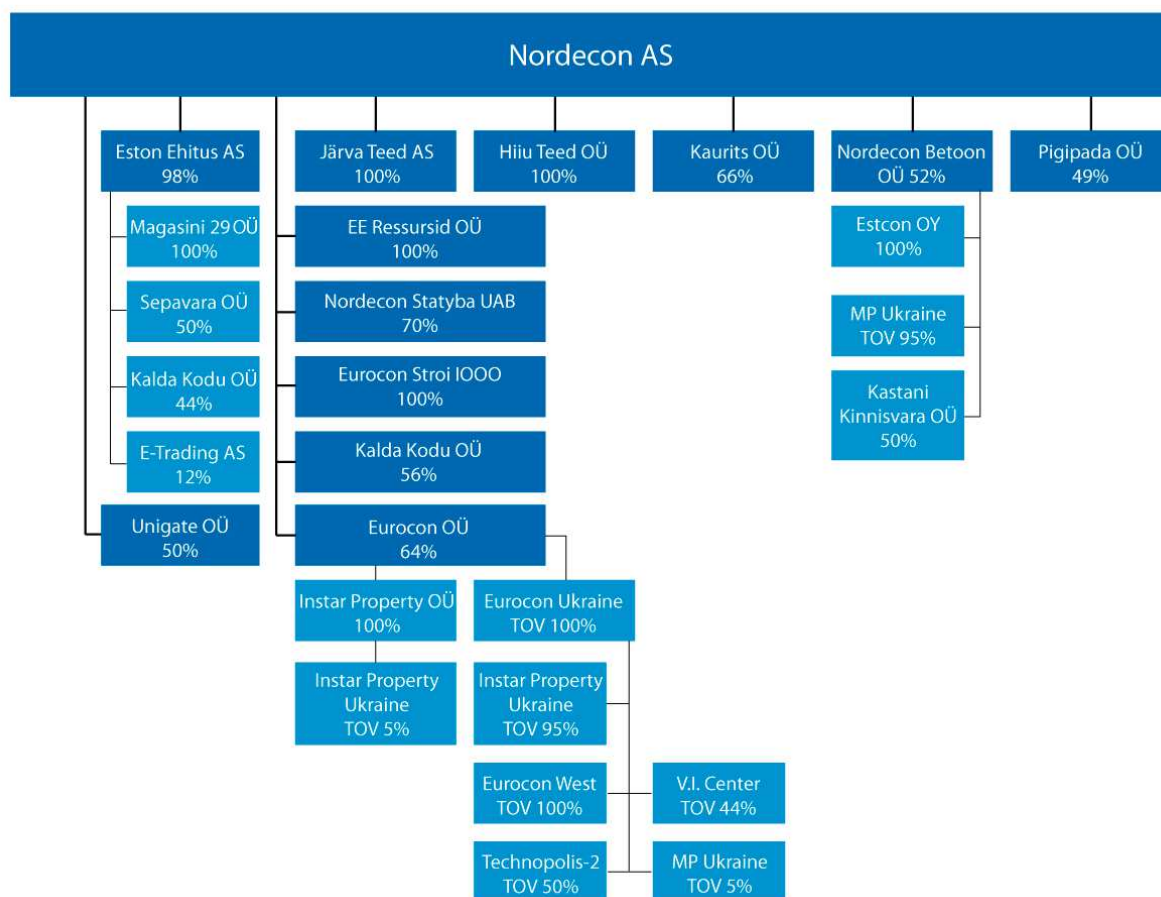 Nordecon AS
Eston Ehitus AS
98%
Järva Teed AS
100%
Hiiu Teed OÜ
100%
Kaurits OÜ
66%
Nordecon Betoon
OÜ 52%
Pigipada OÜ
49%
Magasini 29 OÜ
100%
EE Ressursid OÜ
100%
Estcon OY
100%
Sepavara OÜ
50%
Nordecon Statyba UAB
70%
MP Ukraine
TOV 95%
Kalda Kodu OÜ
44%
Eurocon Stroi IOOO
100%
Kastani
Kinnisvara OÜ
50%
E-Trading AS
12%
Kalda Kodu OÜ
56%
Unigate OÜ
50%
Eurocon OÜ
64%
Instar Property OÜ
100%
Eurocon Ukraine
TOV 100%
Instar Property
Ukraine
TOV 5%
Instar Property
Ukraine
TOV 95%
Eurocon West
TOV 100%
V.I. Center
TOV 44%
Technopolis-2
TOV 50%
MP Ukraine
TOV 5%